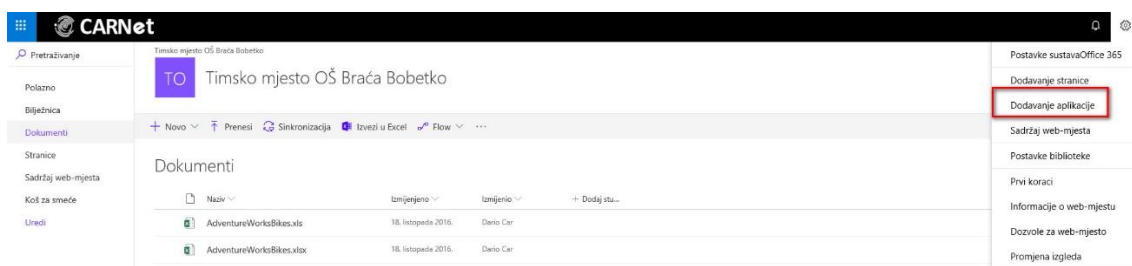 CARNet
Pretraživanje
Polazno
Bilježnica
Dokumenti
Stranice
Sadržaj web-mjesta
Koš za smeće
Uredi
Timsko mjesto OŠ Braća Bobetko
TO
Timsko mjesto OŠ Braća Bobetko
+ Novo Prenesi Sinkronizacija Izvezi u Excel Flow ...
Dokumenti
Naziv Izmijenjeno Izmijenio + Dodaj stu...
AdventureWorksBikes.xls 18. listopada 2016. Dario Car
AdventureWorksBikes.xlsx 18. listopada 2016. Dario Car
Postavke sustavaOffice 365
Dodavanje stranice
Dodavanje aplikacije
Sadržaj web-mjesta
Postavke biblioteke
Prvi koraci
Informacije o web-mjestu
Dozvole za web-mjesto
Promjena izgleda